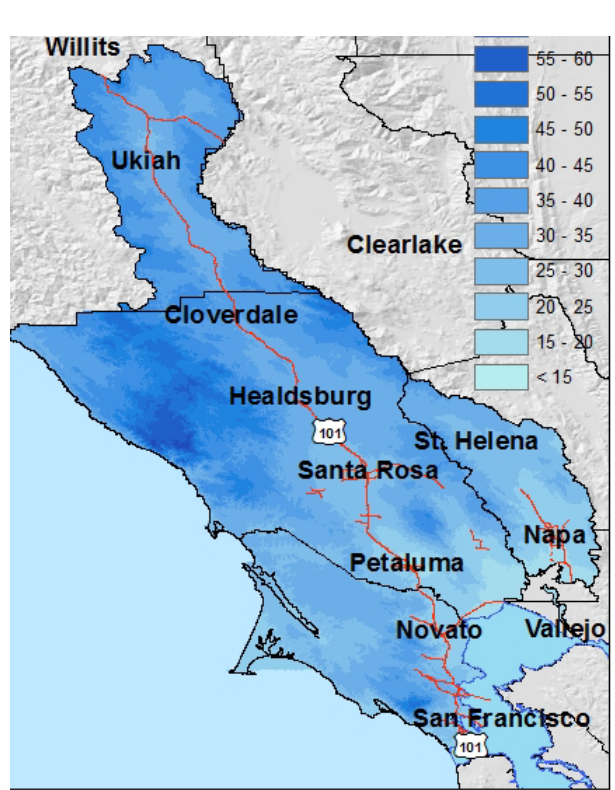 Willits
55 - 60
50 - 55
45 - 50
Ukiah
40 - 45
35 - 40
Clearlake
30 - 35
25 - 30
Cloverdale
20 - 25
15 - 20
Healdsburg
< 15
101
St. Helena
Santa Rosa
Napa
Petaluma
Novato
Vallejo
San Francisco
101